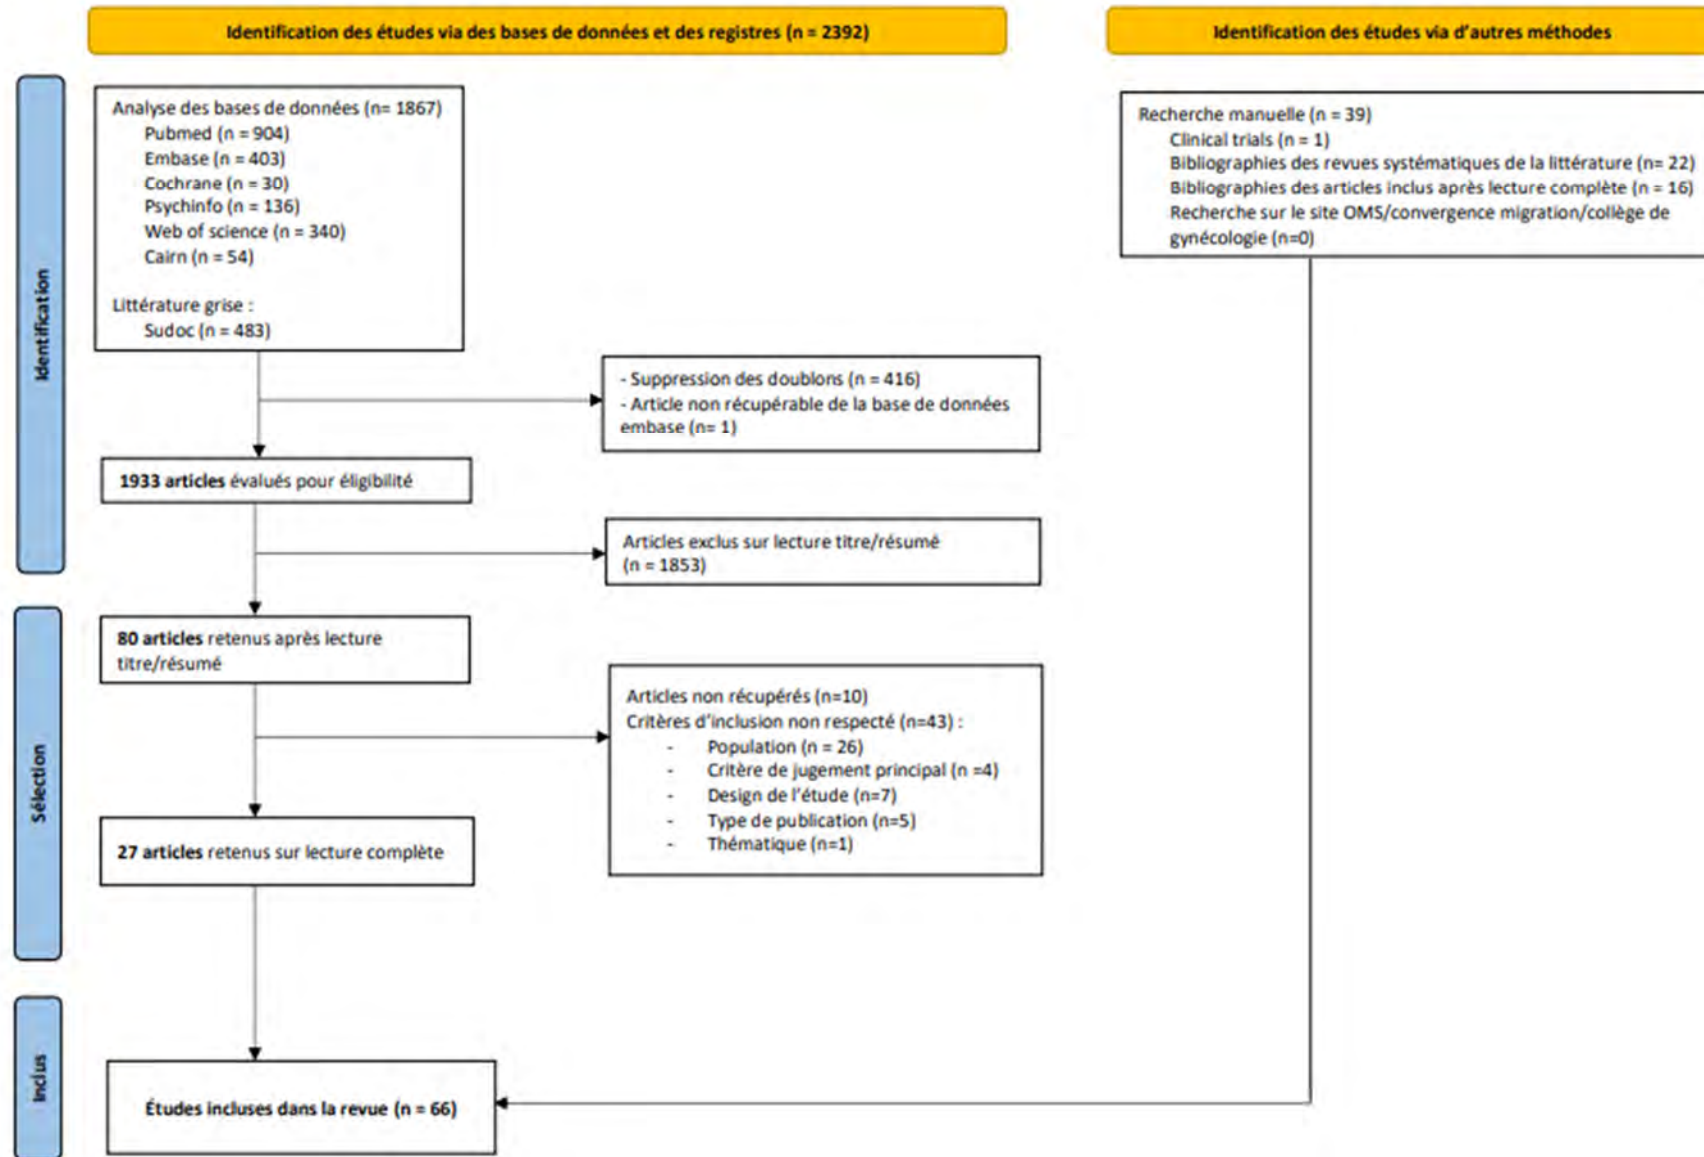 Identification des études via des bases de données et des registres (n = 2392)
Identification des études via d'autres méthodes
Identification
Analyse des bases de données (n= 1867)
Pubmed (n = 904)
Embase (n = 403)
Cochrane (n = 30)
Psychinfo (n = 136)
Web of science (n = 340)
Cairn (n = 54)
Littérature grise :
Sudoc (n = 483)
Recherche manuelle (n = 39)
Clinical trials (n = 1)
Bibliographies des revues systématiques de la littérature (n= 22)
Bibliographies des articles inclus après lecture complète (n = 16)
Recherche sur le site OMS/convergence migration/collège de
gynécologie (n=0)
- Suppression des doublons (n = 416)
- Article non récupérable de la base de données
embase (n= 1)
1933 articles évalués pour éligibilité
Articles exclus sur lecture titre/résumé
(n = 1853)
Sélection
80 articles retenus après lecture
titre/résumé
Articles non récupérés (n=10)
Critères d'inclusion non respecté (n=43) :
- Population (n = 26)
- Critère de jugement principal (n =4)
- Design de l'étude (n=7)
- Type de publication (n=5)
- Thématique (n=1)
27 articles retenus sur lecture complète
Inclus
Études incluses dans la revue (n = 66)